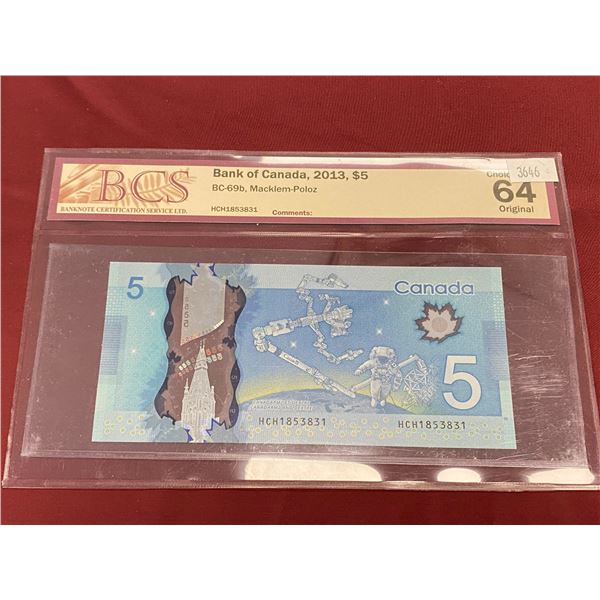 BCS
BANKNOTE CERTIFICATION SERVICE LTD.
Bank of Canada, 2013, $5
BC-69b, Macklem-Poloz
HCH1853831 Comments:
3646
64
Original
5
Canada
5
HCH1853831
HCH1853831